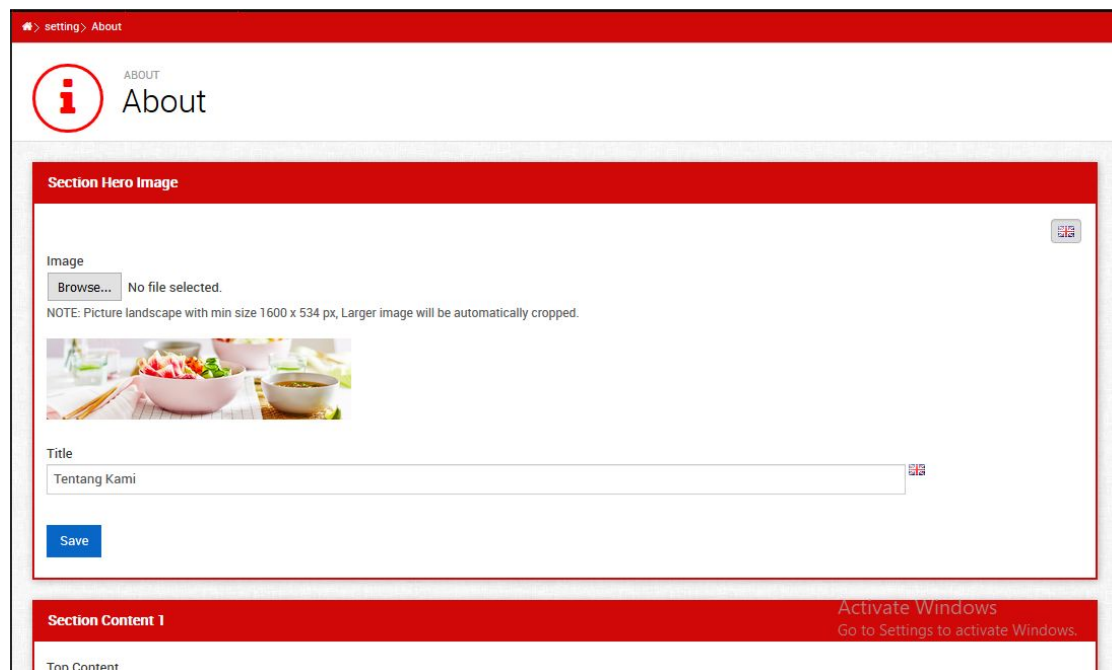 > setting > About
ABOUT
About
Section Hero Image
Image
Browse... No file selected.
NOTE: Picture landscape with min size 1600 x 534 px, Larger image will be automatically cropped.
Title
Tentang Kami
Save
Section Content 1
Activate Windows
Go to Settings to activate Windows.
Top Content